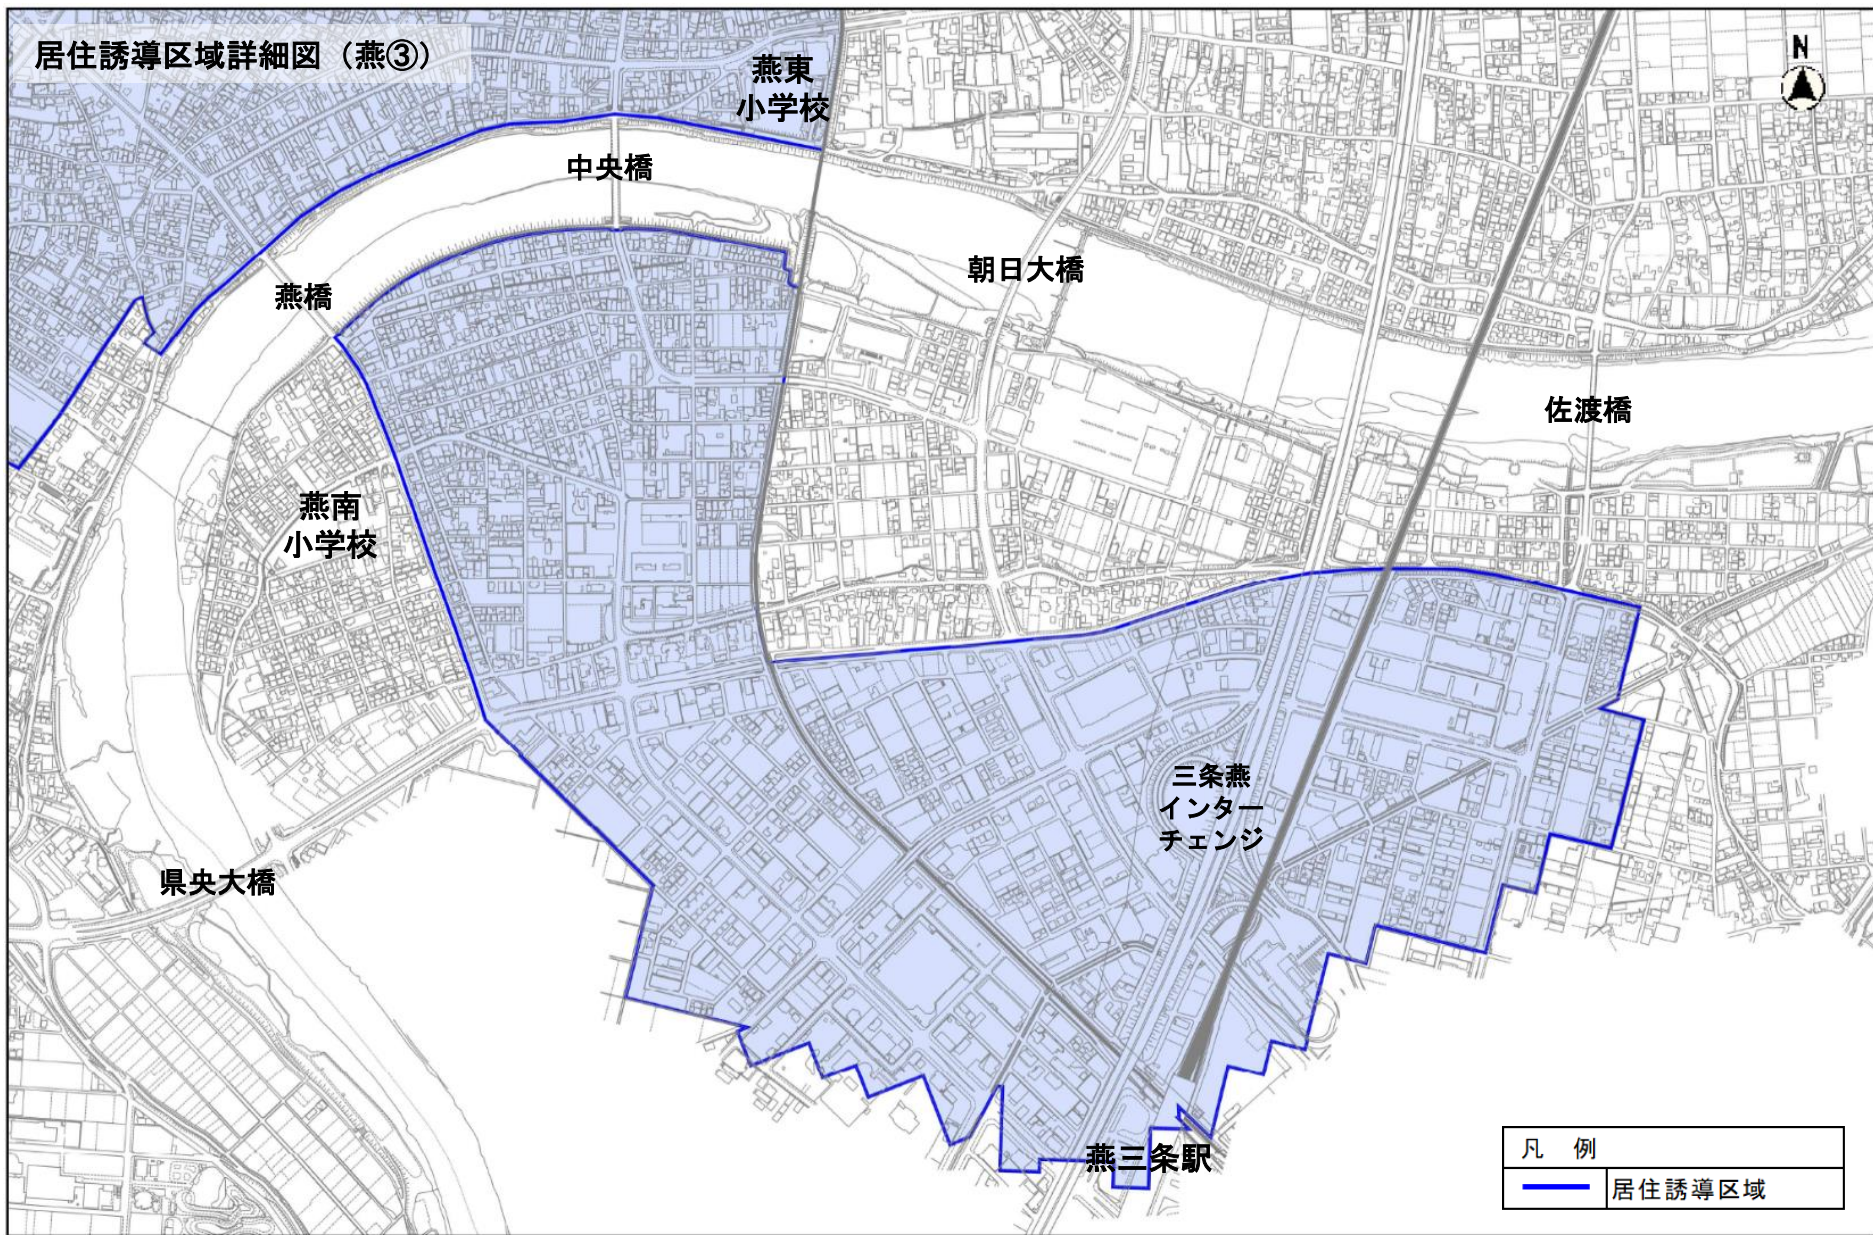 居住誘導区域詳細図（燕③）
燕東
小学校
N
中央橋
燕橋
朝日大橋
佐渡橋
燕南
小学校
三条燕
インター
チェンジ
県央大橋
燕三条駅
凡 例
居住誘導区域